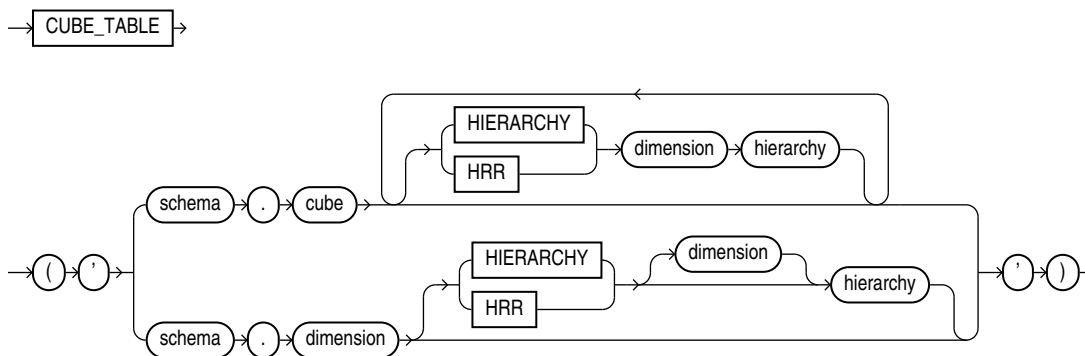 CUBE_TABLE
HIERARCHY
HRR
dimension hierarchy
schema . cube
( '
HIERARCHY
HRR
dimension
hierarchy
' )
schema . dimension